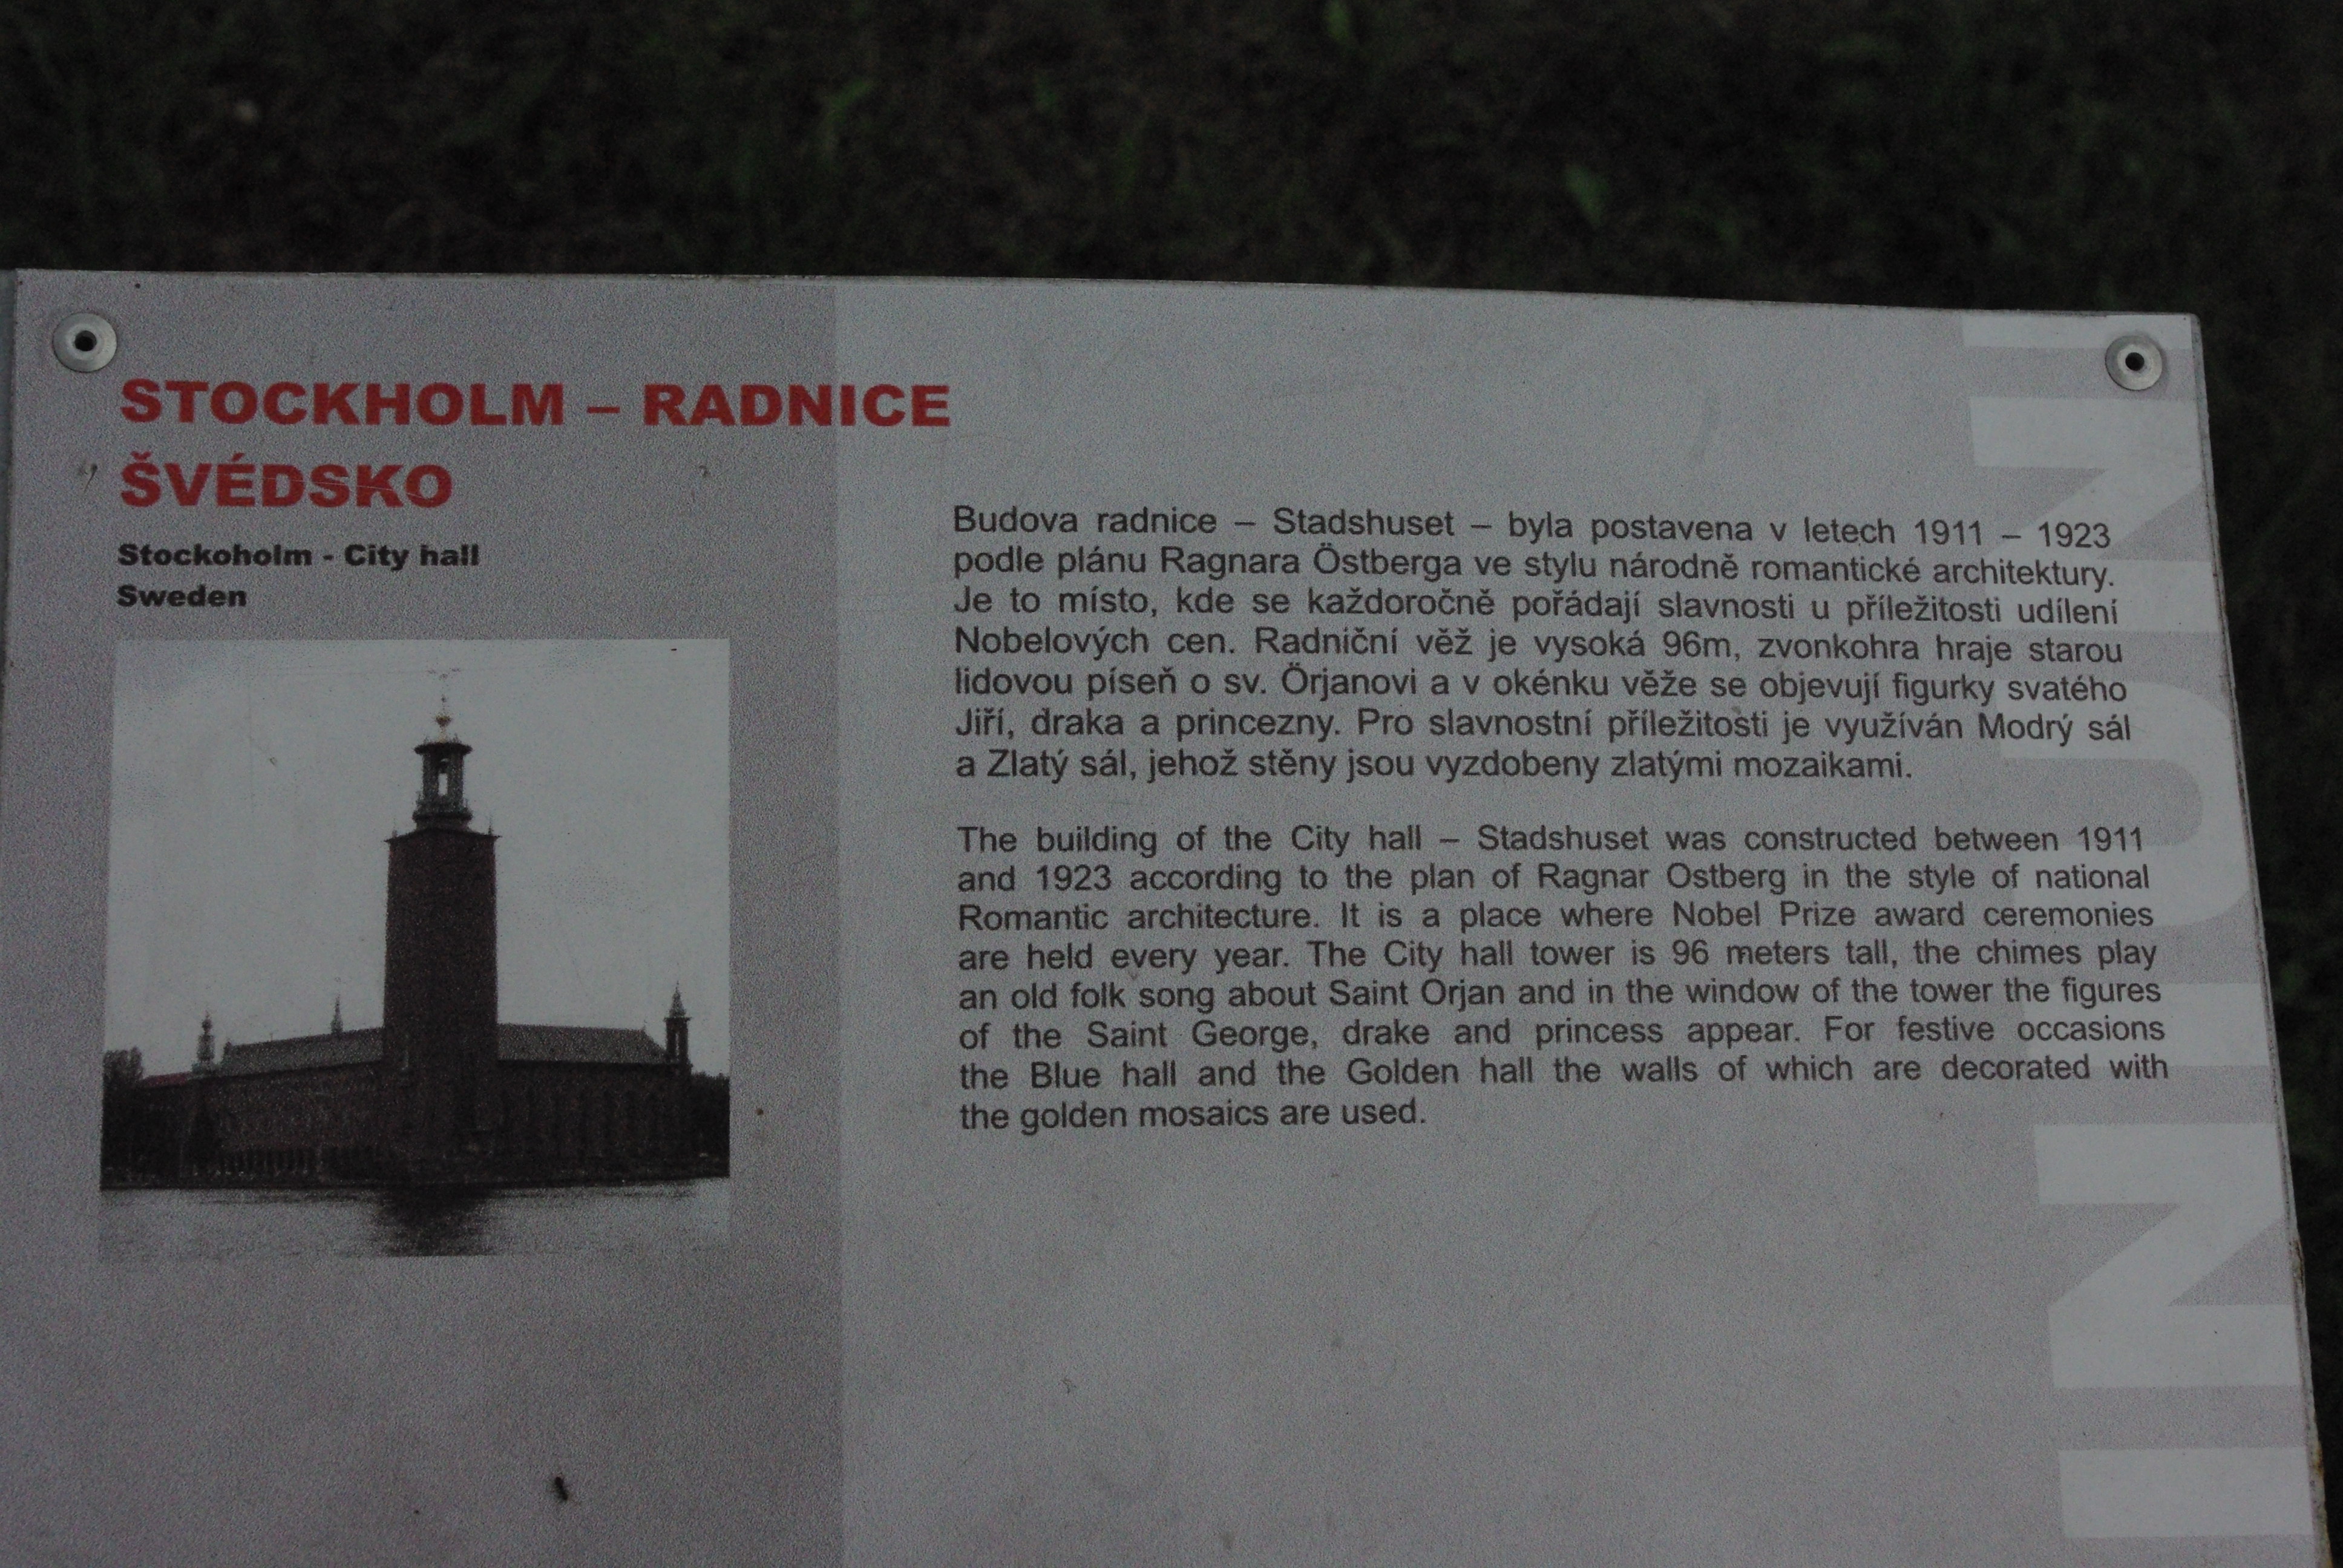 STOCKHOLM – RADNICE
ŠVÉDSKO
Stockoholm - City hall
Sweden
Budova radnice – Stadshuset – byla postavena v letech 1911 – 1923
podle plánu Ragnara Östberga ve stylu národně romantické architektury.
Je to místo, kde se každoročně pořádají slavnosti u příležitosti udílení
Nobelových cen. Radniční věž je vysoká 96m, zvonkohra hraje starou
lidovou píseň o sv. Örjanovi a v okénku věže se objevují figurky svatého
Jiří, draka a princezny. Pro slavnostní příležitosti je využíván Modrý sál
a Zlatý sál, jehož stěny jsou vyzdobeny zlatými mozaikami.
The building of the City hall – Stadshuset was constructed between 1911
and 1923 according to the plan of Ragnar Ostberg in the style of national
Romantic architecture. It is a place where Nobel Prize award ceremonies
are held every year. The City hall tower is 96 meters tall, the chimes play
an old folk song about Saint Orjan and in the window of the tower the figures
of the Saint George, drake and princess appear. For festive occasions
the Blue hall and the Golden hall the walls of which are decorated with
the golden mosaics are used.